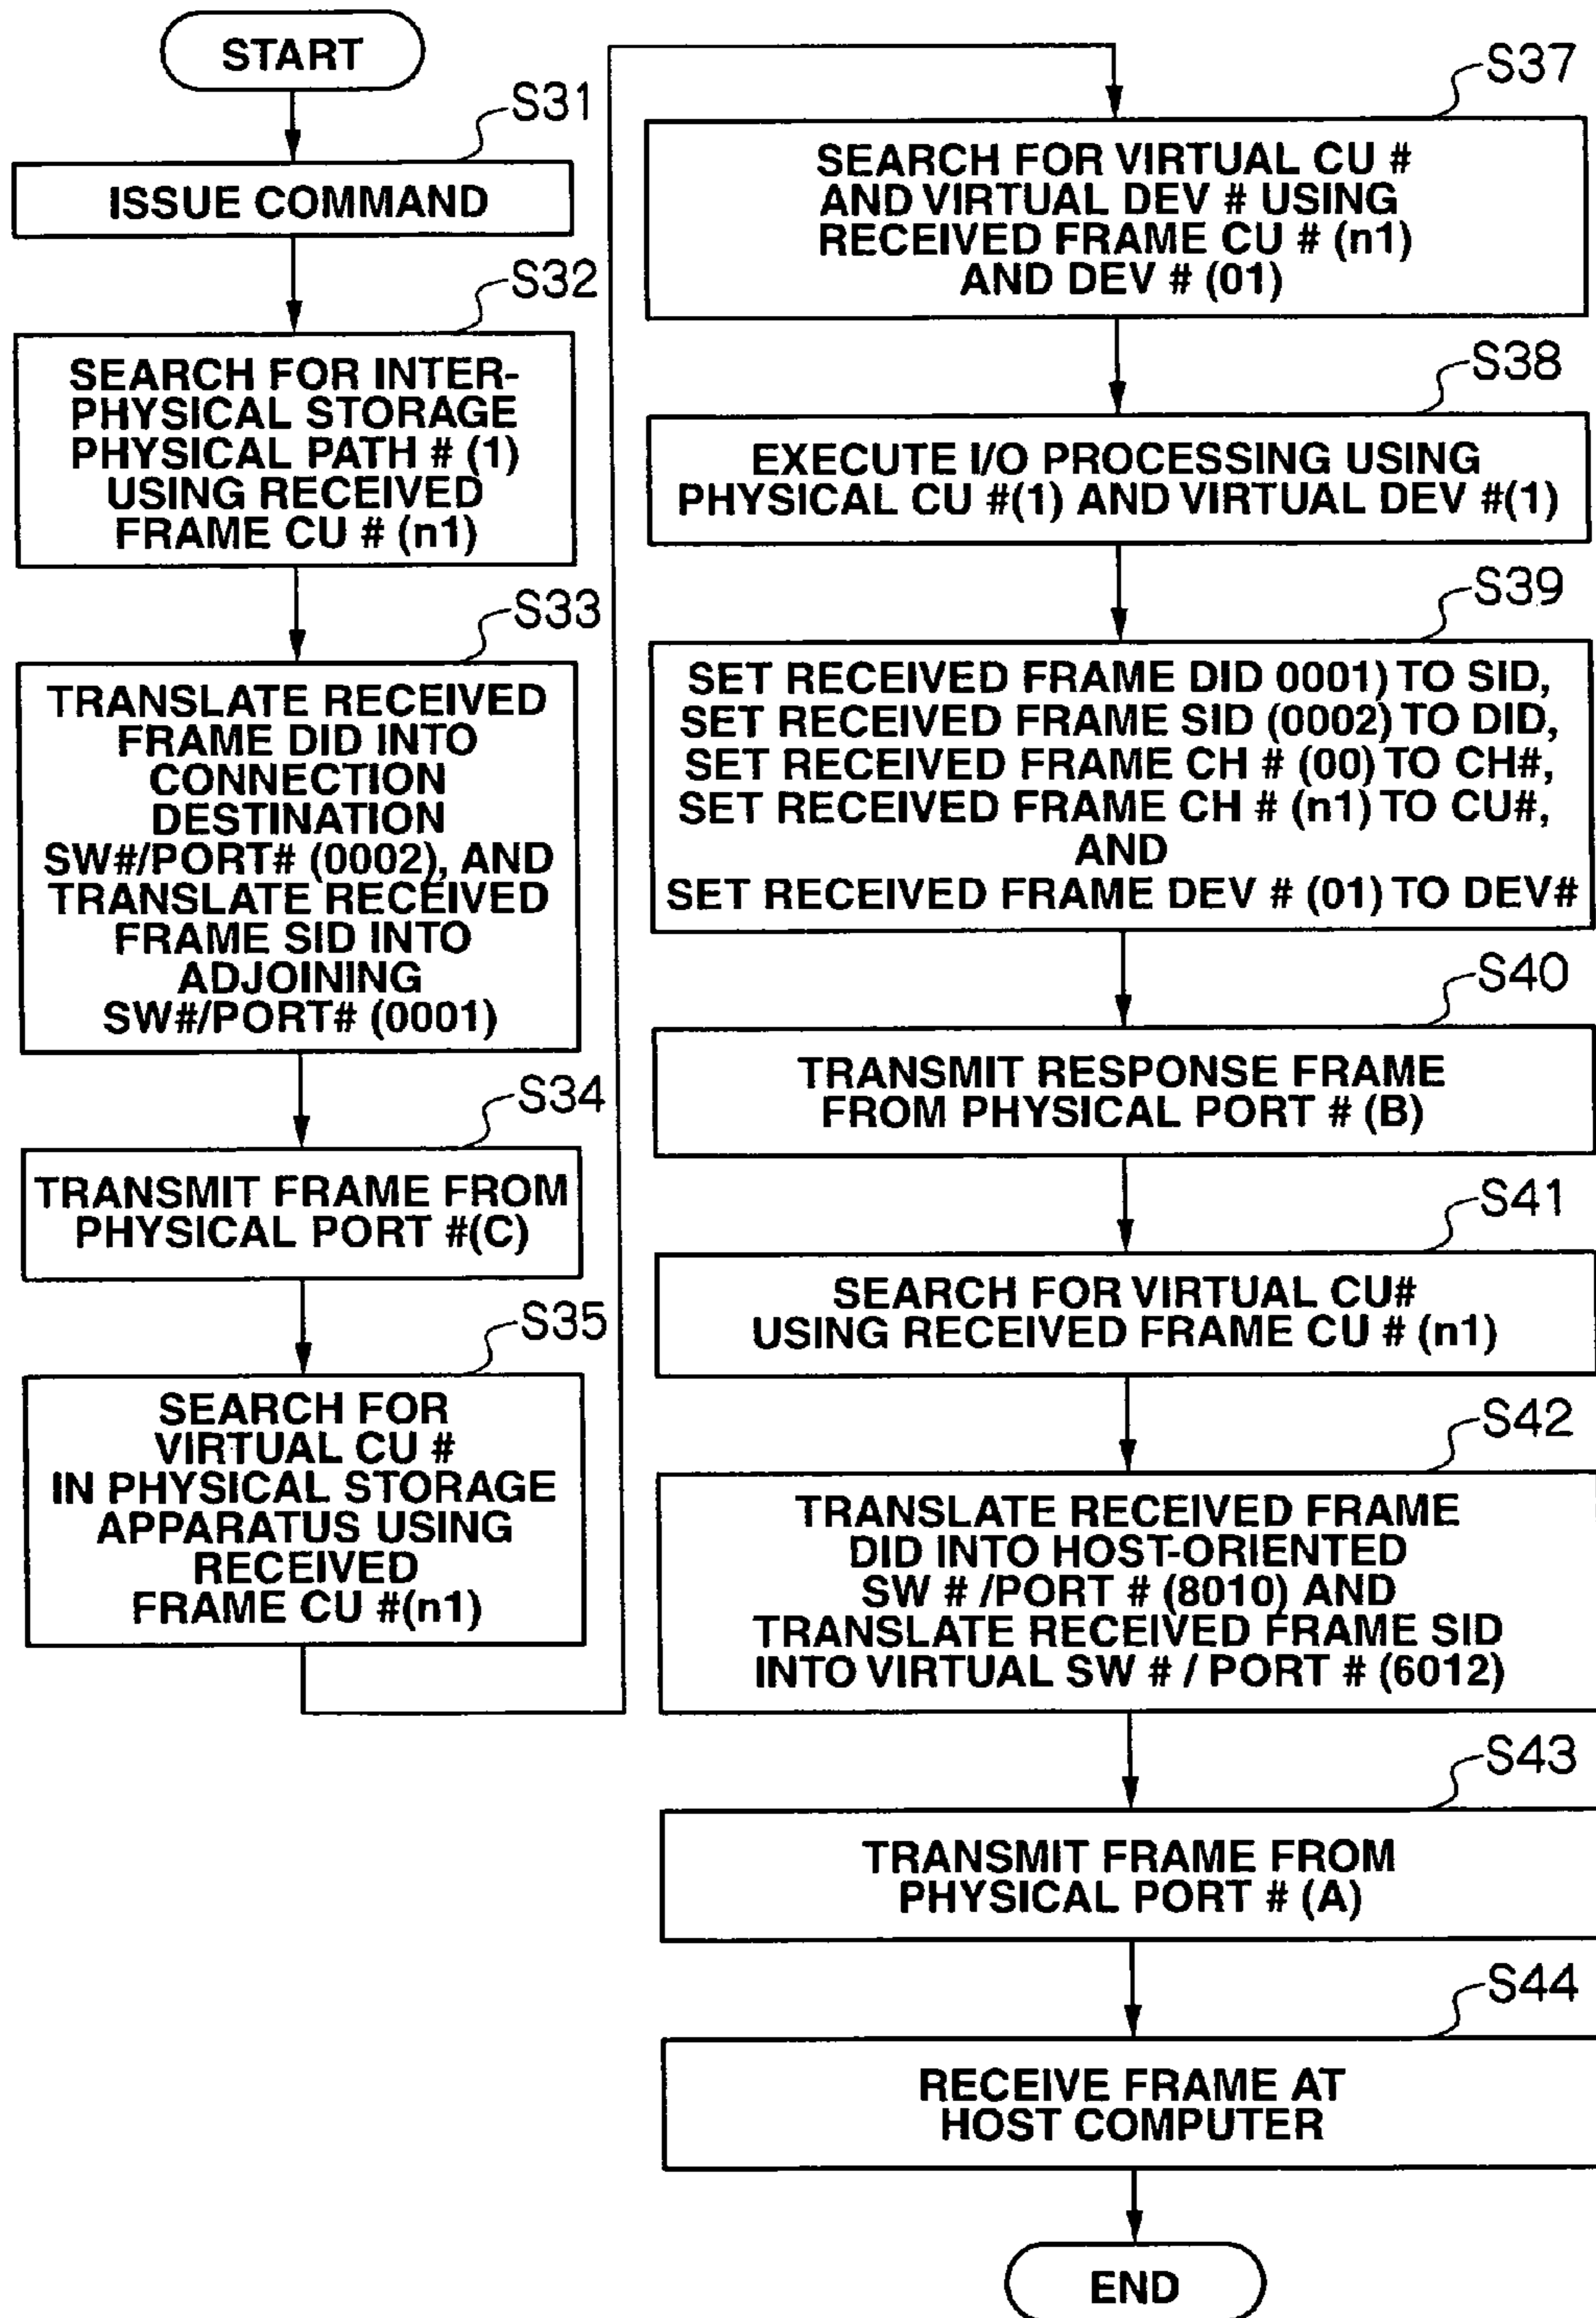 START
S31
ISSUE COMMAND
S32
SEARCH FOR INTER-
PHYSICAL STORAGE
PHYSICAL PATH # (1)
USING RECEIVED
FRAME CU # (n1)
S33
TRANSLATE RECEIVED
FRAME DID INTO
CONNECTION
DESTINATION
SW#/PORT# (0002), AND
TRANSLATE RECEIVED
FRAME SID INTO
ADJOINING
SW#/PORT# (0001)
S34
TRANSMIT FRAME FROM
PHYSICAL PORT #(C)
S35
SEARCH FOR
VIRTUAL CU #
IN PHYSICAL STORAGE
APPARATUS USING
RECEIVED
FRAME CU #(n1)
S37
SEARCH FOR VIRTUAL CU #
AND VIRTUAL DEV # USING
RECEIVED FRAME CU # (n1)
AND DEV # (01)
S38
EXECUTE I/O PROCESSING USING
PHYSICAL CU #(1) AND VIRTUAL DEV #(1)
S39
SET RECEIVED FRAME DID 0001) TO SID,
SET RECEIVED FRAME SID (0002) TO DID,
SET RECEIVED FRAME CH # (00) TO CH#,
SET RECEIVED FRAME CH # (n1) TO CU#,
AND
SET RECEIVED FRAME DEV # (01) TO DEV#
S40
TRANSMIT RESPONSE FRAME
FROM PHYSICAL PORT # (B)
S41
SEARCH FOR VIRTUAL CU#
USING RECEIVED FRAME CU # (n1)
S42
TRANSLATE RECEIVED FRAME
DID INTO HOST-ORIENTED
SW # /PORT # (8010) AND
TRANSLATE RECEIVED FRAME SID
INTO VIRTUAL SW # / PORT # (6012)
S43
TRANSMIT FRAME FROM
PHYSICAL PORT # (A)
S44
RECEIVE FRAME AT
HOST COMPUTER
END